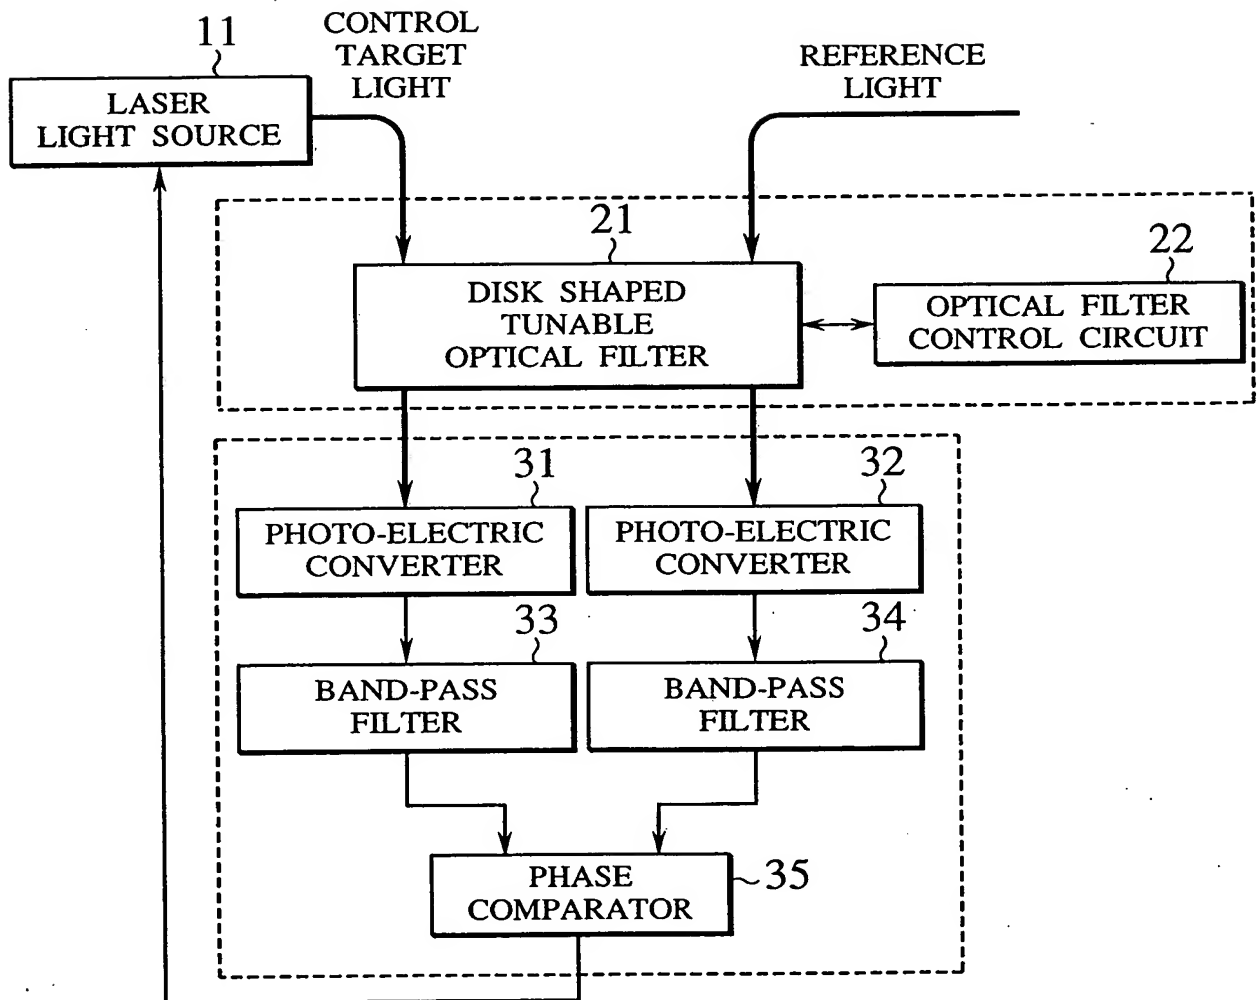 11
CONTROL
TARGET
LIGHT
REFERENCE
LIGHT
LASER
LIGHT SOURCE
21
22
DISK SHAPED
TUNABLE
OPTICAL FILTER
OPTICAL FILTER
CONTROL CIRCUIT
31
32
PHOTO-ELECTRIC
CONVERTER
PHOTO-ELECTRIC
CONVERTER
33
34
BAND-PASS
FILTER
BAND-PASS
FILTER
PHASE
COMPARATOR
35